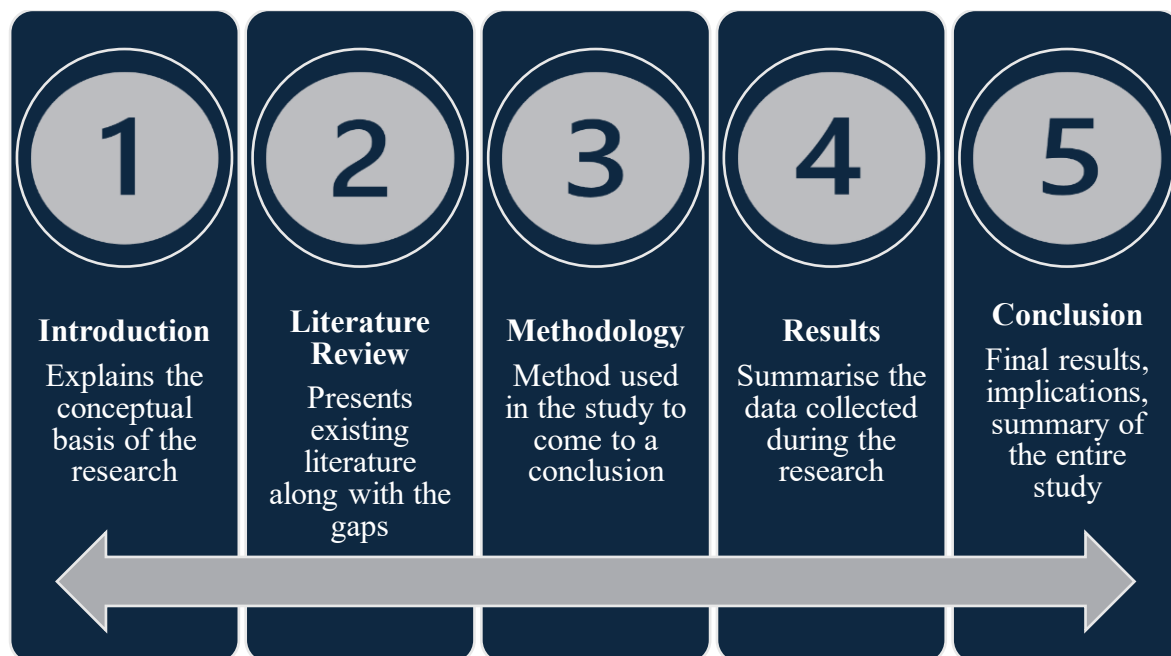 1
Introduction
Explains the
conceptual
basis of the
research
2
Literature
Review
Presents
existing
literature
along with the
gaps
3
Methodology
Method used
in the study to
come to a
conclusion
4
Results
Summarise the
data collected
during the
research
5
Conclusion
Final results,
implications,
summary of
the entire
study